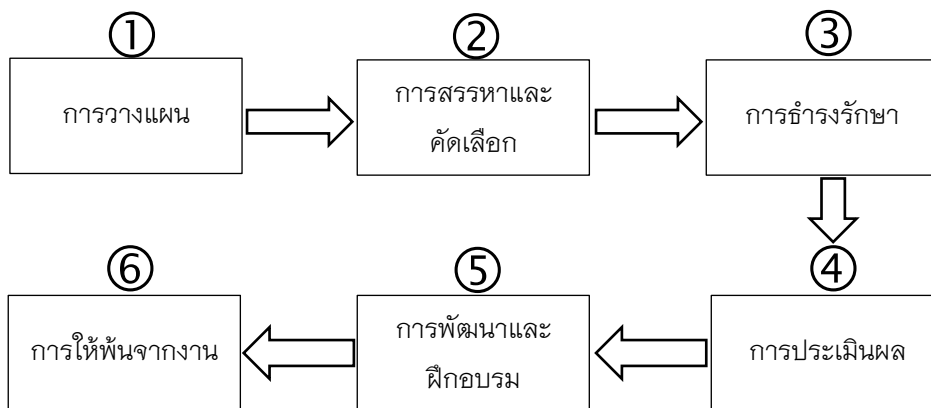 ①
การวางแผน
②
การสรรหาและ
คัดเลือก
③
การธำรงรักษา
④
การประเมินผล
⑤
การพัฒนาและ
ฝึกอบรม
⑥
การให้พ้นจากงาน